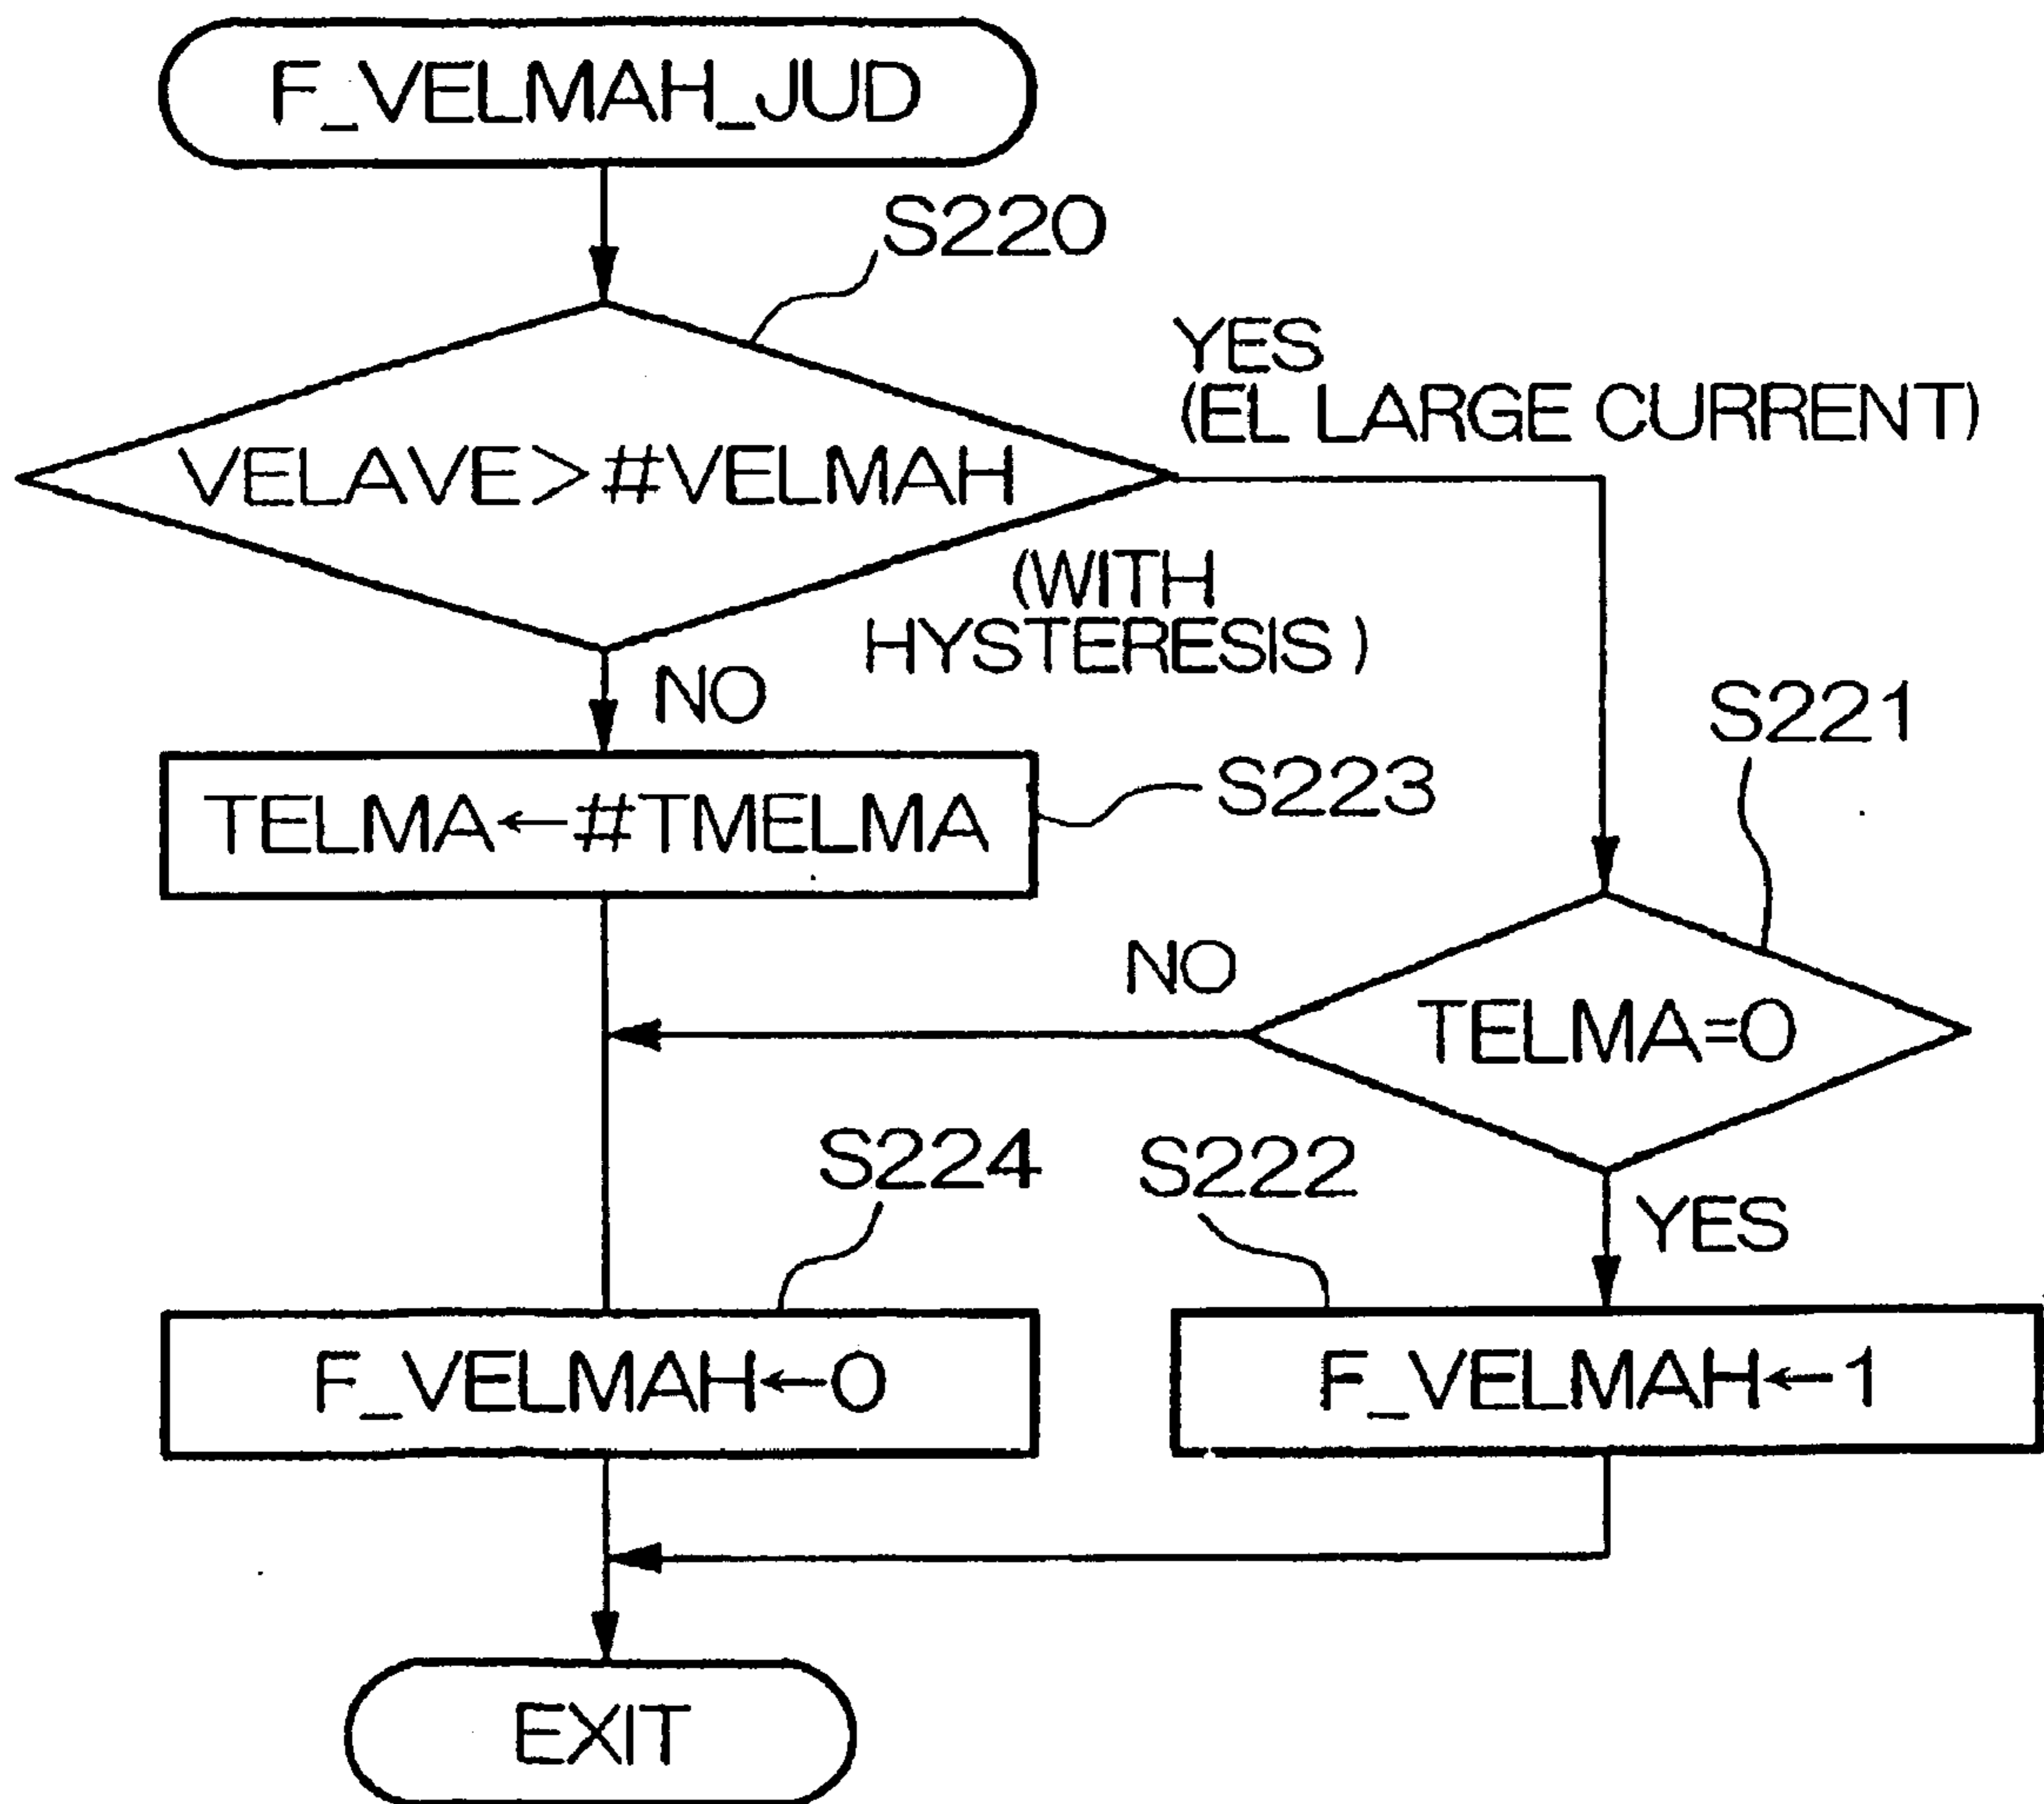 F_VELMAH_JUD
S220
YES
(EL LARGE CURRENT)
VELAVE>#VELMAH
(WITH
HYSTERESIS )
NO
S221
TELMA←#TMELMA
S223
NO
TELMA=0
S224
S222
YES
F_VELMAH←0
F_VELMAH←1
EXIT